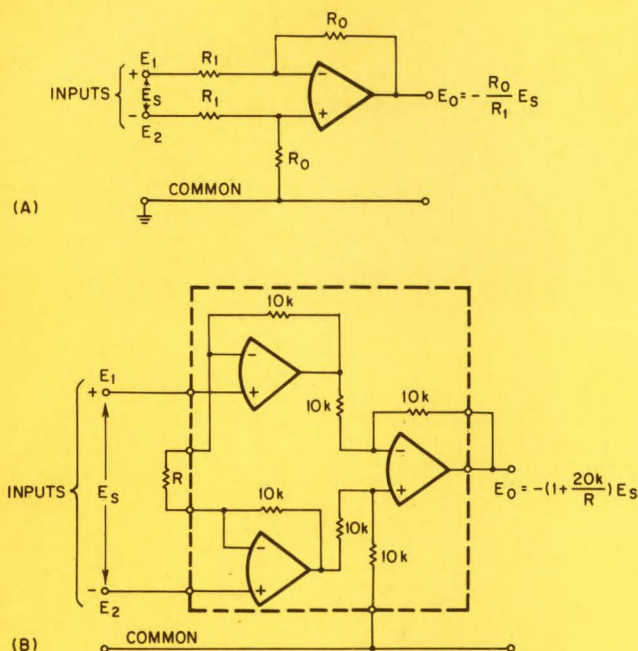 R₀
+ E₁ R₁
INPUTS Eₛ E₀ = - R₀/R₁ Eₛ
- E₂ R₁
R₀
COMMON
(A)
10k
-
+
E₁
+
10k
10k
R
INPUTS Eₛ
-
+
E₀ = -(1+ 20k/R) Eₛ
10k
10k
10k
-
+
-
E₂
COMMON
(B)